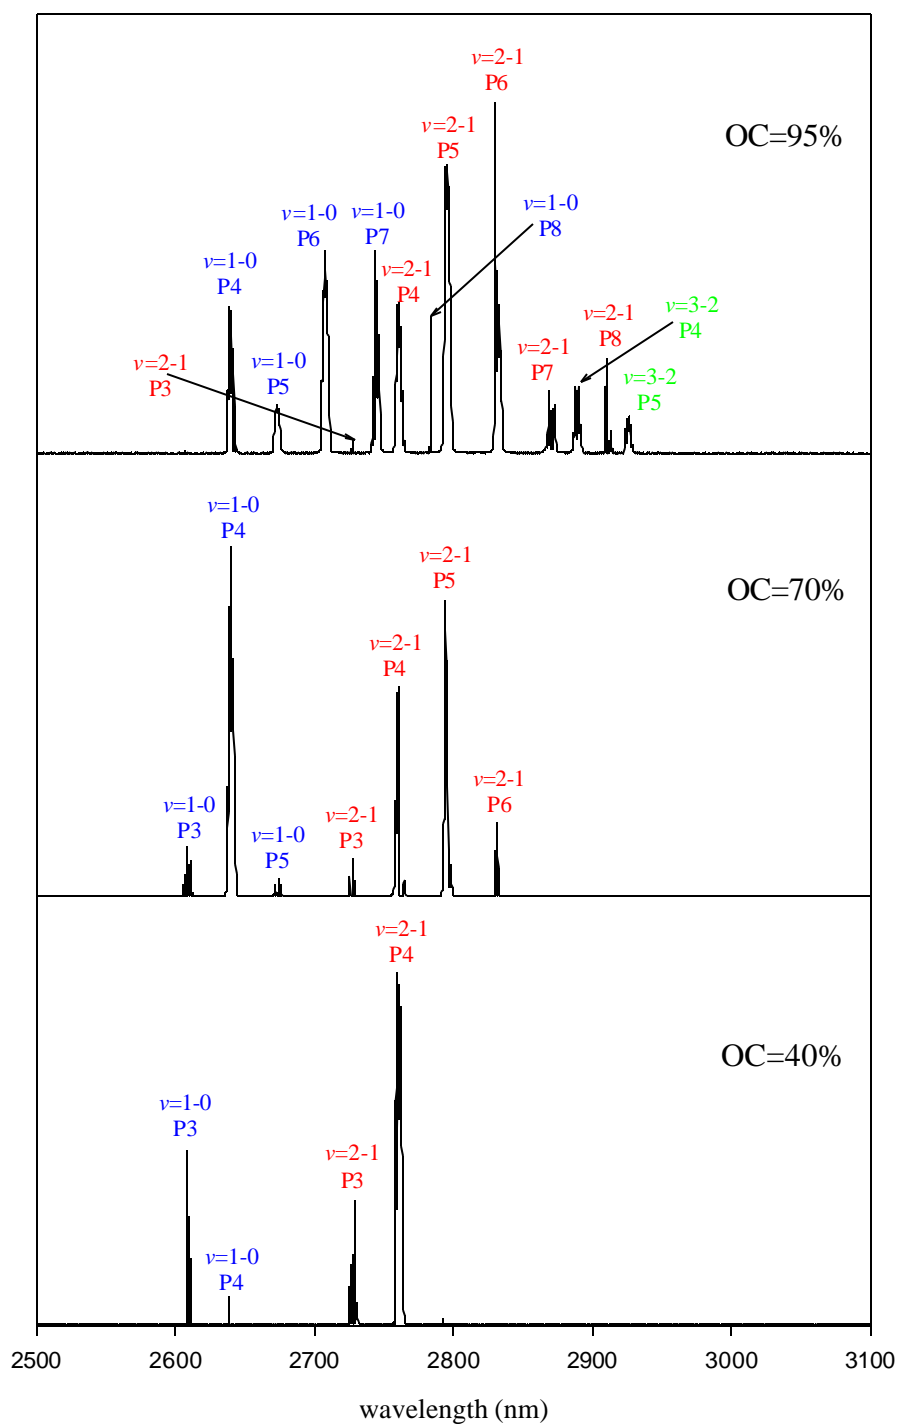 v=2-1
P6
OC=95%
v=2-1
P5
v=1-0
P6
v=1-0
P7
v=1-0
P8
v=1-0
P4
v=2-1
P4
v=2-1
P3
v=1-0
P5
v=2-1
P7
v=2-1
P8
v=3-2
P4
v=3-2
P5
v=1-0
P4
v=2-1
P5
OC=70%
v=2-1
P4
v=1-0
P3
v=1-0
P5
v=2-1
P3
v=2-1
P6
v=2-1
P4
OC=40%
v=1-0
P3
v=2-1
P3
v=1-0
P4
2500 2600 2700 2800 2900 3000 3100
wavelength (nm)